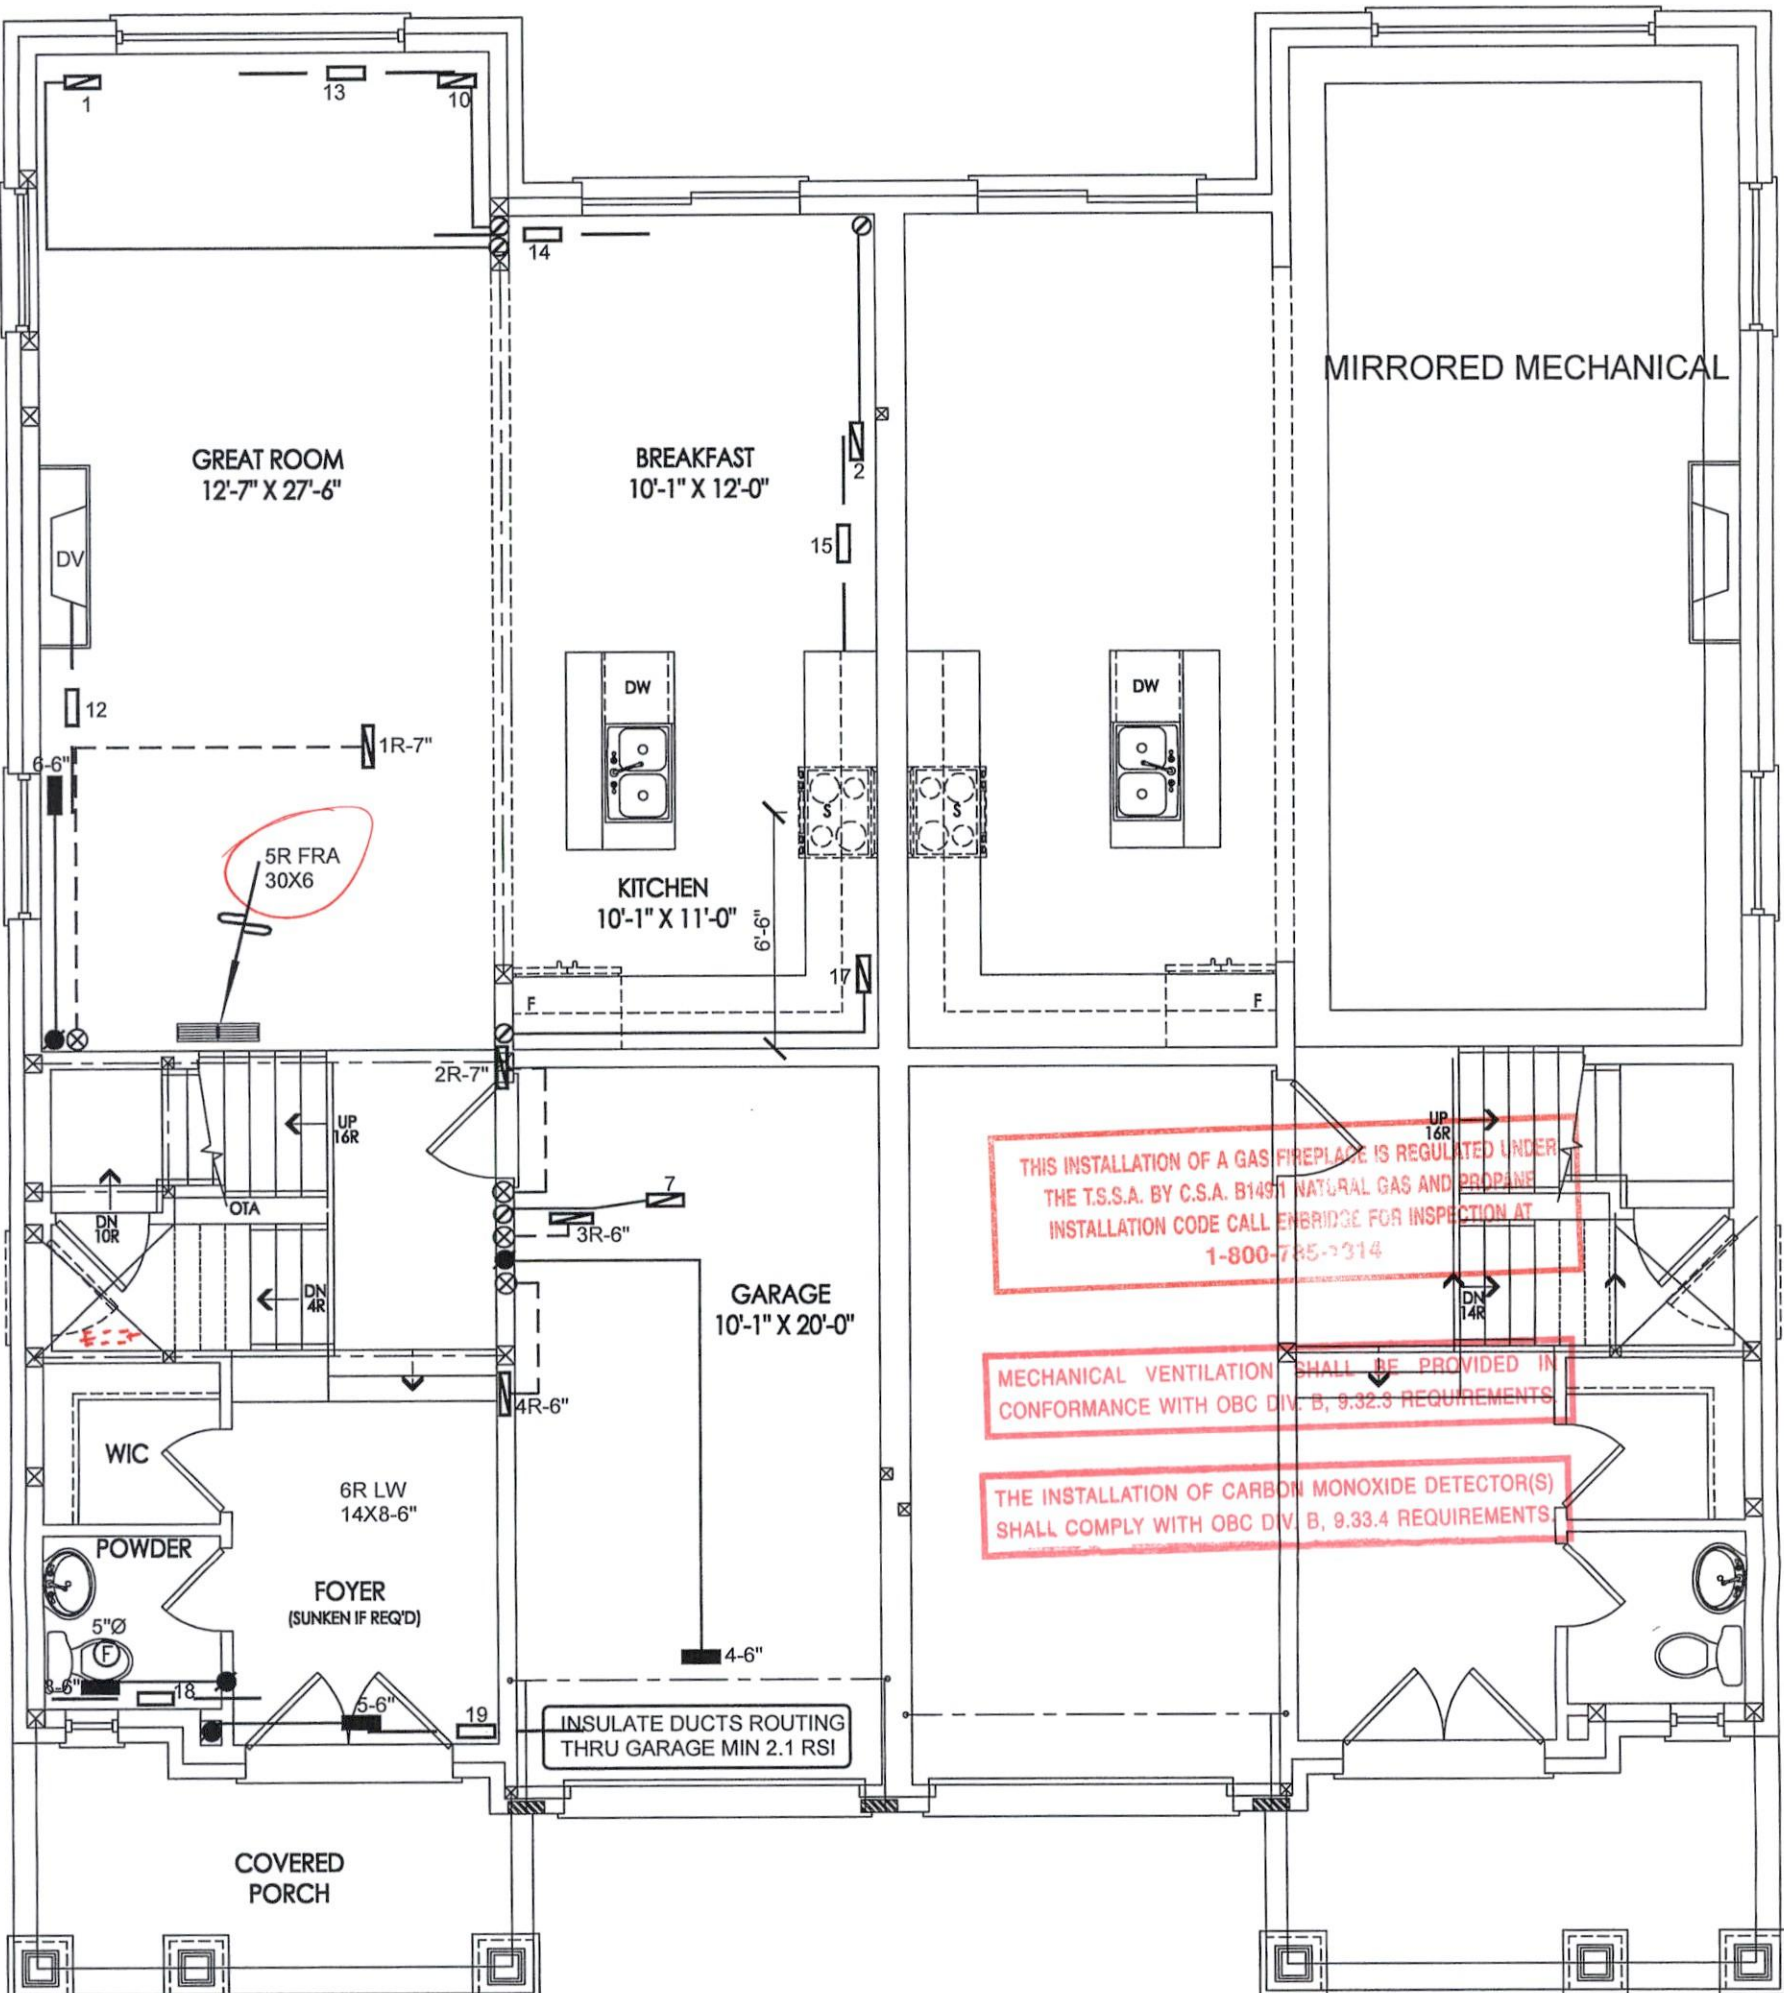 1
13
10
14
MIRRORED MECHANICAL
GREAT ROOM
12'-7" X 27'-6"
BREAKFAST
10'-1" X 12'-0"
2
15
DV
DW
DW
12
1R-7"
6-6"
S
S
5R FRA
30X6
KITCHEN
10'-1" X 11'-0"
6'-6"
17
F
F
2R-7"
UP
16R
UP
16R
7
3R-6"
OTA
DN
10R
DN
4R
DN
14R
THIS INSTALLATION OF A GAS FIREPLACE IS REGULATED UNDER
THE T.S.S.A. BY C.S.A. B149.1 NATURAL GAS AND PROPANE
INSTALLATION CODE CALL ENBRIDGE FOR INSPECTION AT
1-800-785-
GARAGE
10'-1" X 20'-0"
MECHANICAL VENTILATION SHALL BE PROVIDED IN
CONFORMANCE WITH OBC DIV. B, 9.32.3 REQUIREMENTS.
4R-6"
WIC
6R LW
14X8-6"
THE INSTALLATION OF CARBON MONOXIDE DETECTOR(S)
SHALL COMPLY WITH OBC DIV. B, 9.33.4 REQUIREMENTS.
POWDER
FOYER
(SUNKEN IF REQ'D)
5"Ø
F
4-6"
3-6"
18
5-6"
19
INSULATE DUCTS ROUTING
THRU GARAGE MIN 2.1 RSI
COVERED
PORCH